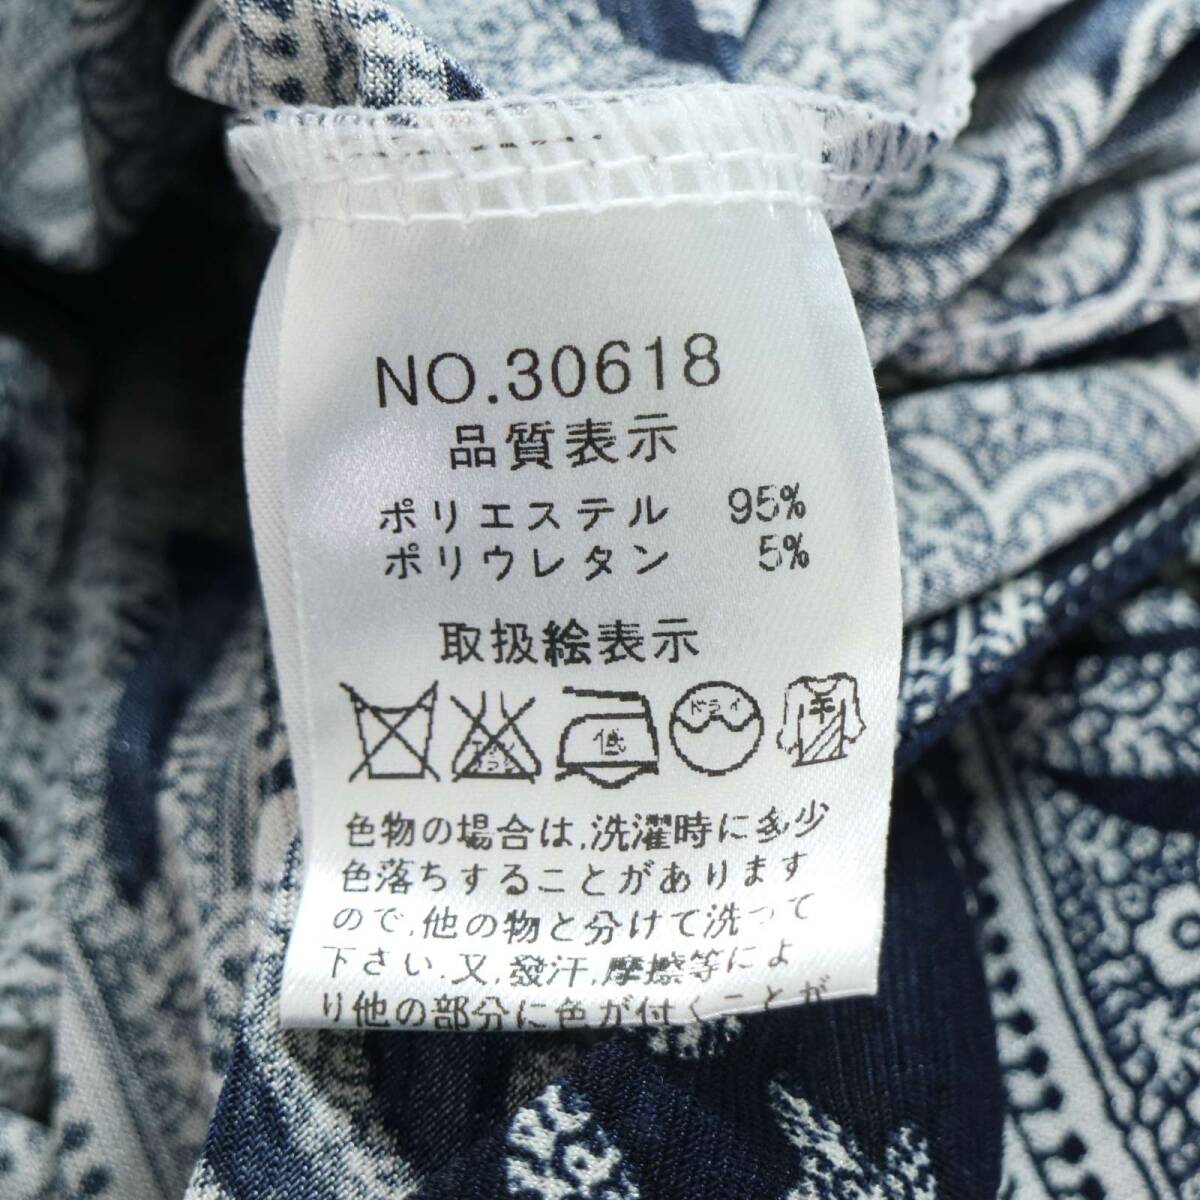 NO.30618
品質表示
ポリエステル 95%
ポリウレタン 5%
取扱絵表示
低
ドライ
色物の場合は,洗濯時に多少
色落ちすることがあります
ので,他の物と分けて洗って
下さい.又,發汗,摩擦等によ
り他の部分に色が付くことが